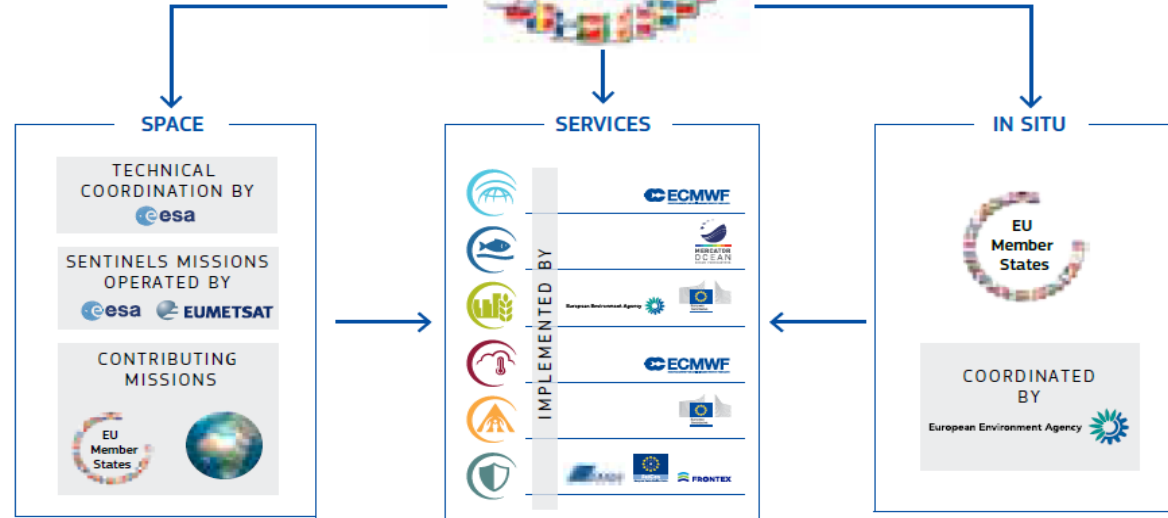 SPACE
TECHNICAL
COORDINATION BY
esa
SENTINELS MISSIONS
OPERATED BY
esa EUMETSAT
CONTRIBUTING
MISSIONS
EU
Member
States
SERVICES
IMPLEMENTED BY
ECMWF
MERCATOR
OCEAN
European Environment Agency
ECMWF
FRONTEX
IN SITU
EU
Member
States
COORDINATED
BY
European Environment Agency